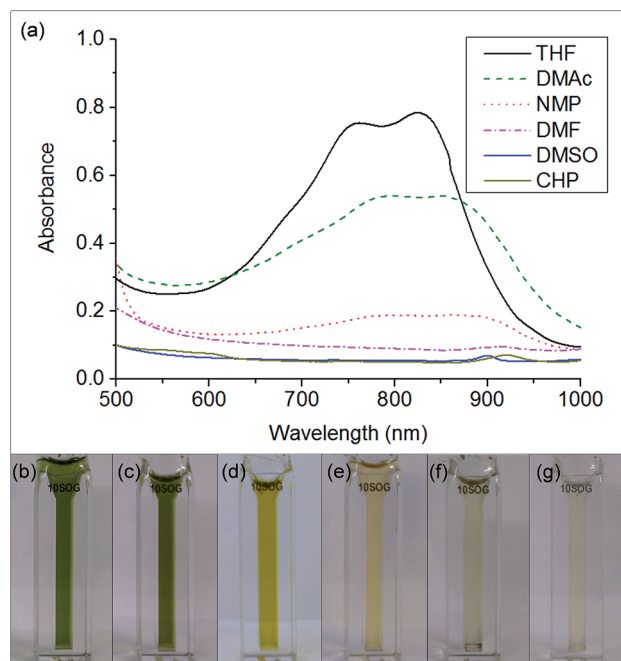 (a)
1.0
0.8
0.6
0.4
0.2
0.0
Absorbance
THF
DMAc
NMP
DMF
DMSO
CHP
500 600 700 800 900 1000
Wavelength (nm)
(b) (c) (d) (e) (f) (g)
10SOG 10SOG 10SOG 10SOG 10SOG 10SOG